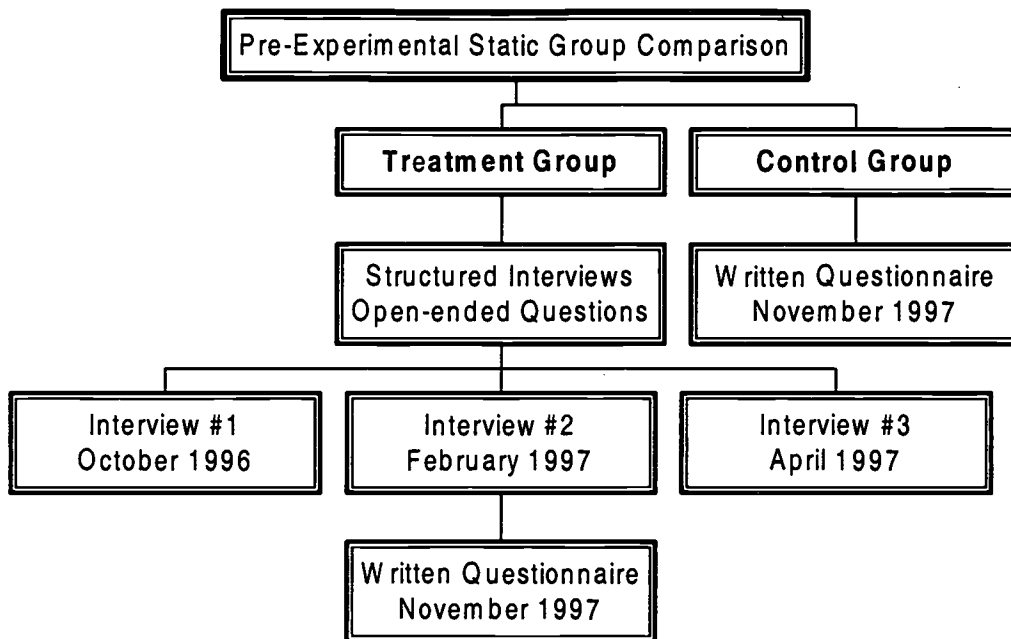 Pre-Experimental Static Group Comparison
Treatment Group
Control Group
Structured Interviews
Open-ended Questions
Written Questionnaire
November 1997
Interview #1
October 1996
Interview #2
February 1997
Interview #3
April 1997
Written Questionnaire
November 1997